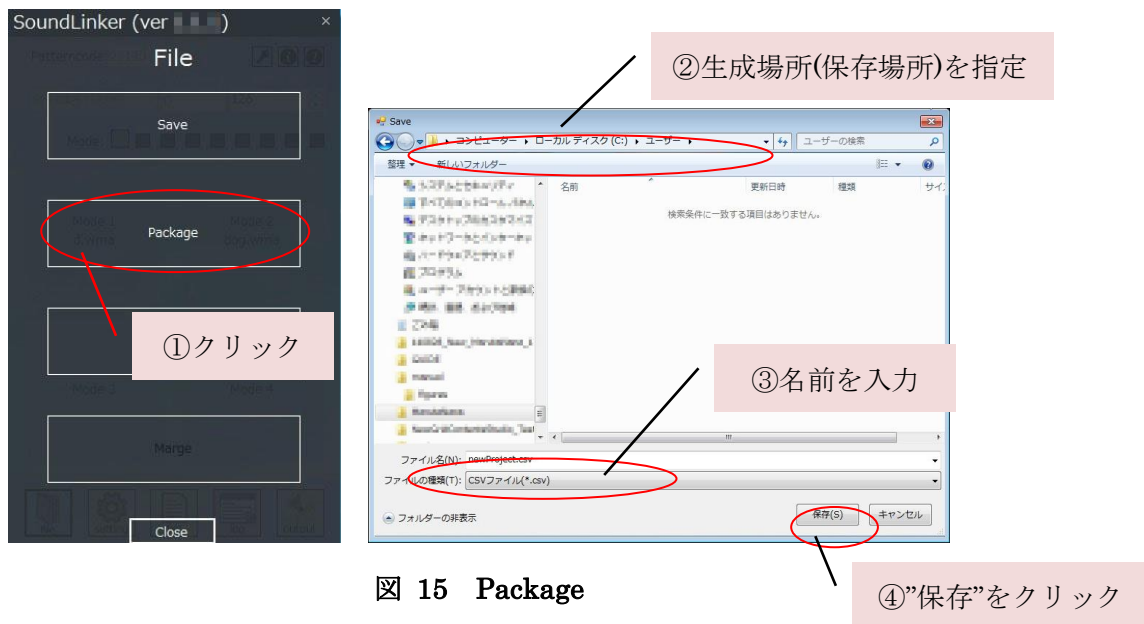 SoundLinker (ver
)
×
File
Save
Package
Marge
Close
①クリック
②生成場所(保存場所)を指定
Save
コンピューター ▸ ローカル ディスク (C:) ▸ ユーザー ▸
ユーザーの検索
整理 ▼ 新しいフォルダー
名前 更新日時 種類 サイ
検索条件に一致する項目はありません。
ごみ箱
GUIDE
manual
figures
③名前を入力
ファイル名(N): newProject.csv
ファイルの種類(T): CSVファイル(*.csv)
フォルダーの非表示
保存(S) キャンセル
④”保存”をクリック
図 15 Package